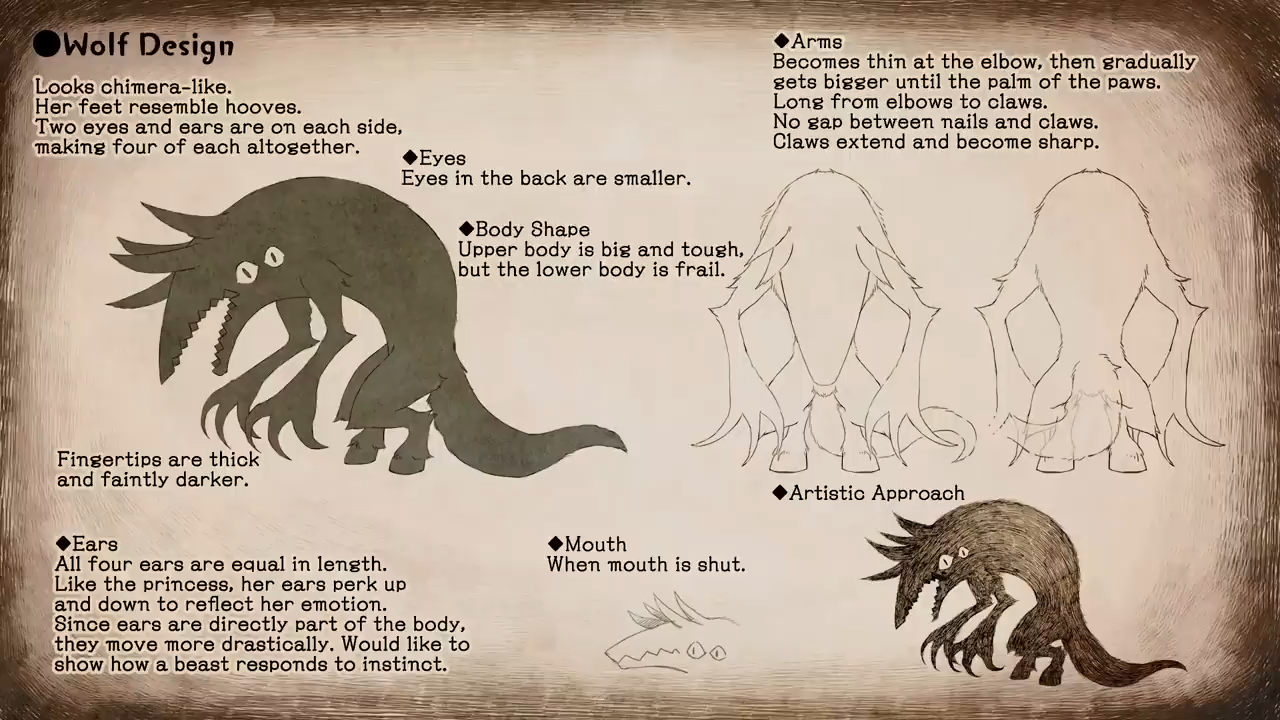 ●Wolf Design
Looks chimera-like.
Her feet resemble hooves.
Two eyes and ears are on each side,
making four of each altogether.
◆Eyes
Eyes in the back are smaller.
◆Body Shape
Upper body is big and tough,
but the lower body is frail.
◆Arms
Becomes thin at the elbow, then gradually
gets bigger until the palm of the paws.
Long from elbows to claws.
No gap between nails and claws.
Claws extend and become sharp.
Fingertips are thick
and faintly darker.
◆Ears
All four ears are equal in length.
Like the princess, her ears perk up
and down to reflect her emotion.
Since ears are directly part of the body,
they move more drastically. Would like to
show how a beast responds to instinct.
◆Mouth
When mouth is shut.
◆Artistic Approach